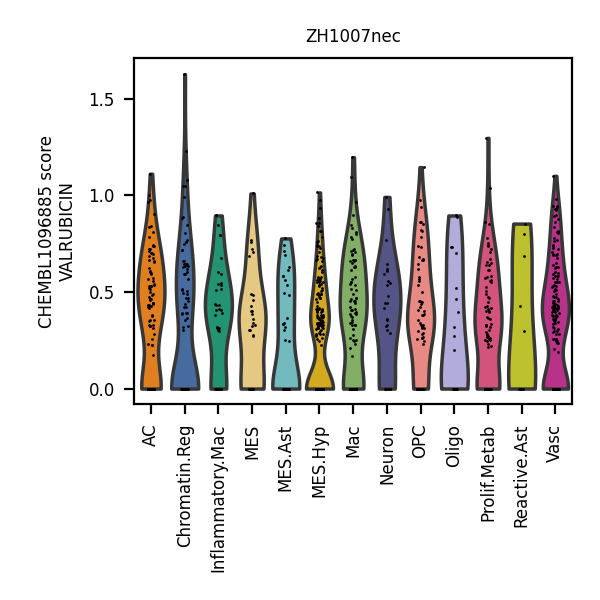 ZH1007nec
CHEMBL1096885 score
VALRUBICIN
1.5
1.0
0.5
0.0
AC
Chromatin.Reg
Inflammatory.Mac
MES
MES.Ast
MES.Hyp
Mac
Neuron
OPC
Oligo
Prolif.Metab
Reactive.Ast
Vasc